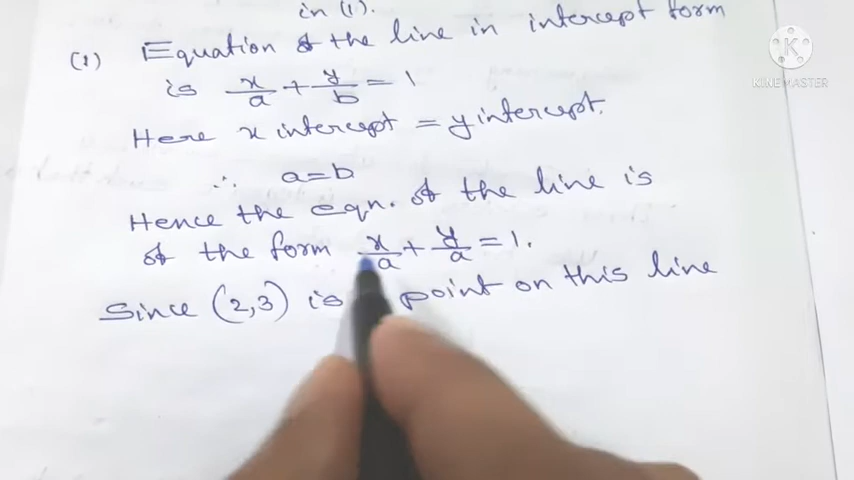 in (1).
(1) Equation of the line in intercept form
is x/a + y/b = 1
Here x intercept = y intercept.
∴ a=b
Hence the eqn. of the line is
of the form x/a + y/a = 1.
Since (2,3) is point on this line
K
KINEMASTER